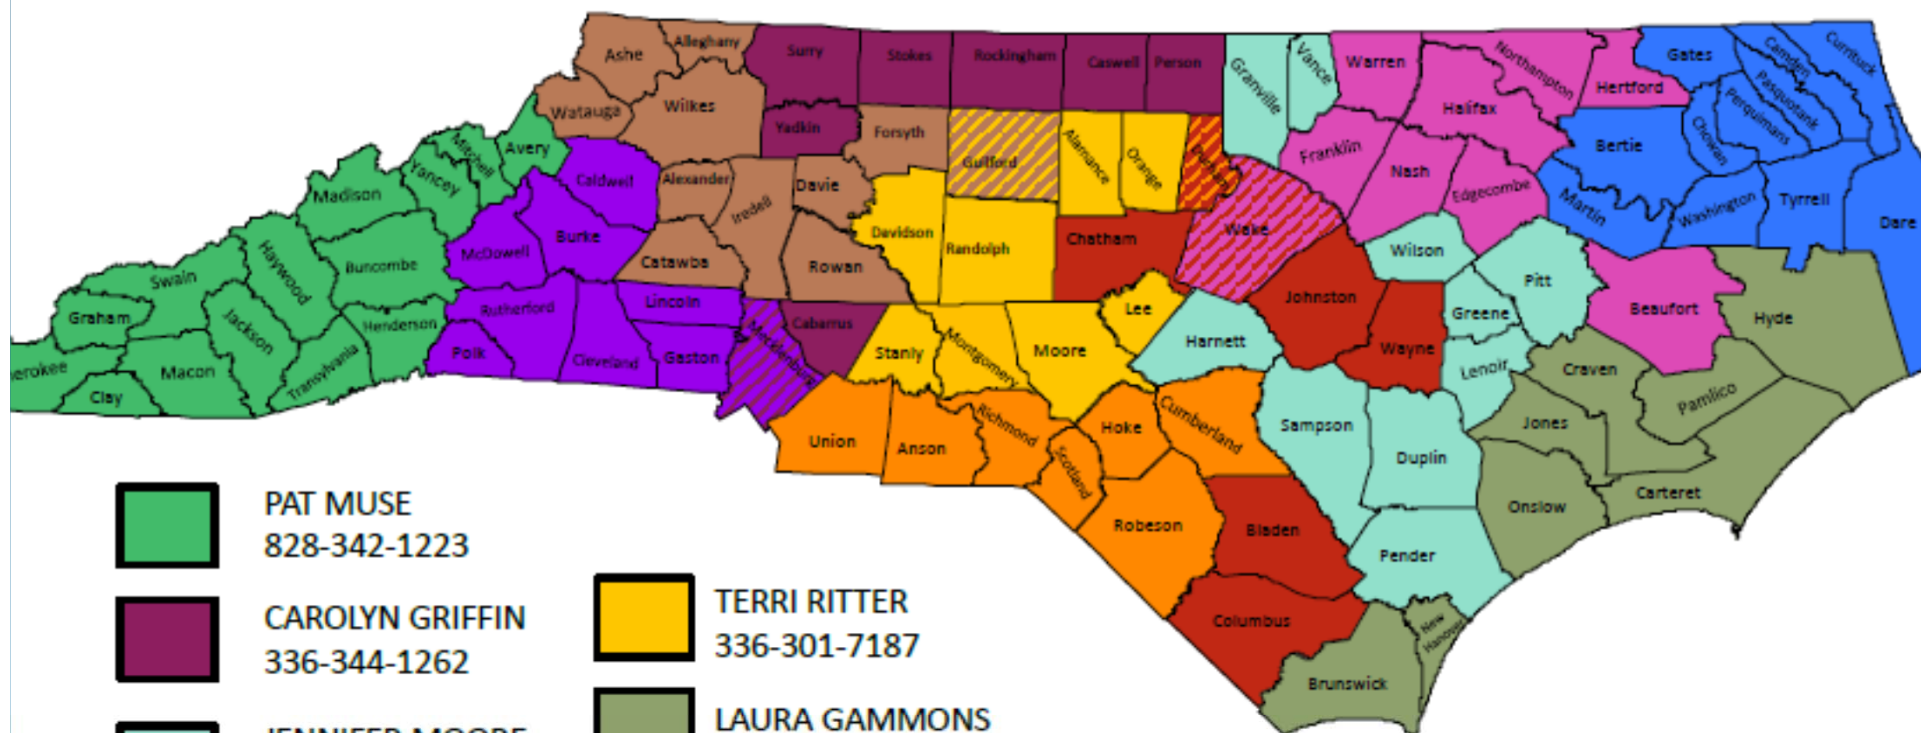 Ashe
Alleghany
Surry
Stokes
Rockingham
Caswell
Person
Granville
Vance
Warren
Northampton
Hertford
Gates
Camden
Currituck
Pasquotank
Perquimans
Chowan
Watauga
Wilkes
Yadkin
Forsyth
Guilford
Alamance
Orange
Durham
Franklin
Halifax
Nash
Edgecombe
Bertie
Martin
Washington
Tyrrell
Dare
Mitchell
Avery
Yancey
Madison
Caldwell
Alexander
Iredell
Davie
Davidson
Randolph
Chatham
Wake
Wilson
Pitt
Swain
Haywood
Buncombe
McDowell
Burke
Catawba
Rowan
Lee
Johnston
Greene
Beaufort
Hyde
Graham
Jackson
Henderson
Rutherford
Lincoln
Mecklenburg
Cabarrus
Stanly
Montgomery
Moore
Harnett
Wayne
Lenoir
Craven
Pamlico
erokee
Clay
Macon
Transylvania
Polk
Cleveland
Gaston
Union
Anson
Richmond
Scotland
Hoke
Cumberland
Sampson
Duplin
Jones
Onslow
Carteret
Robeson
Bladen
Pender
Columbus
New
Hanover
Brunswick
PAT MUSE
828-342-1223
CAROLYN GRIFFIN
336-344-1262
JENNIFER MOORE
TERRI RITTER
336-301-7187
LAURA GAMMONS